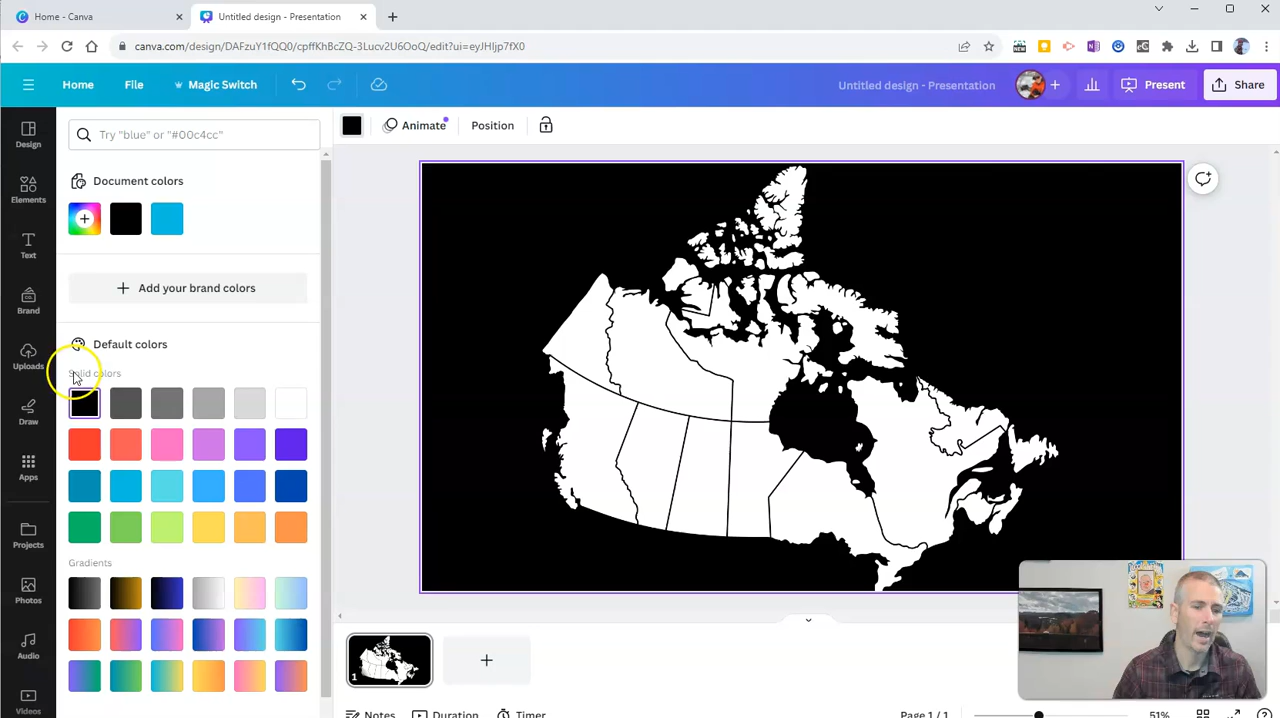 Home - Canva
Untitled design - Presentation
canva.com/design/DAFzuY1fQQ0/cpffKhBcZQ-3Lucv2U6OoQ/edit?ui=eyJHIjp7fX0
Home
File
Magic Switch
Untitled design - Presentation
Present
Share
Design
Elements
Text
Brand
Uploads
Draw
Apps
Projects
Photos
Audio
Videos
Try "blue" or "#00c4cc"
Document colors
Add your brand colors
Default colors
Solid colors
Gradients
Animate
Position
1
Notes
Duration
Timer
Page 1 / 1
51%